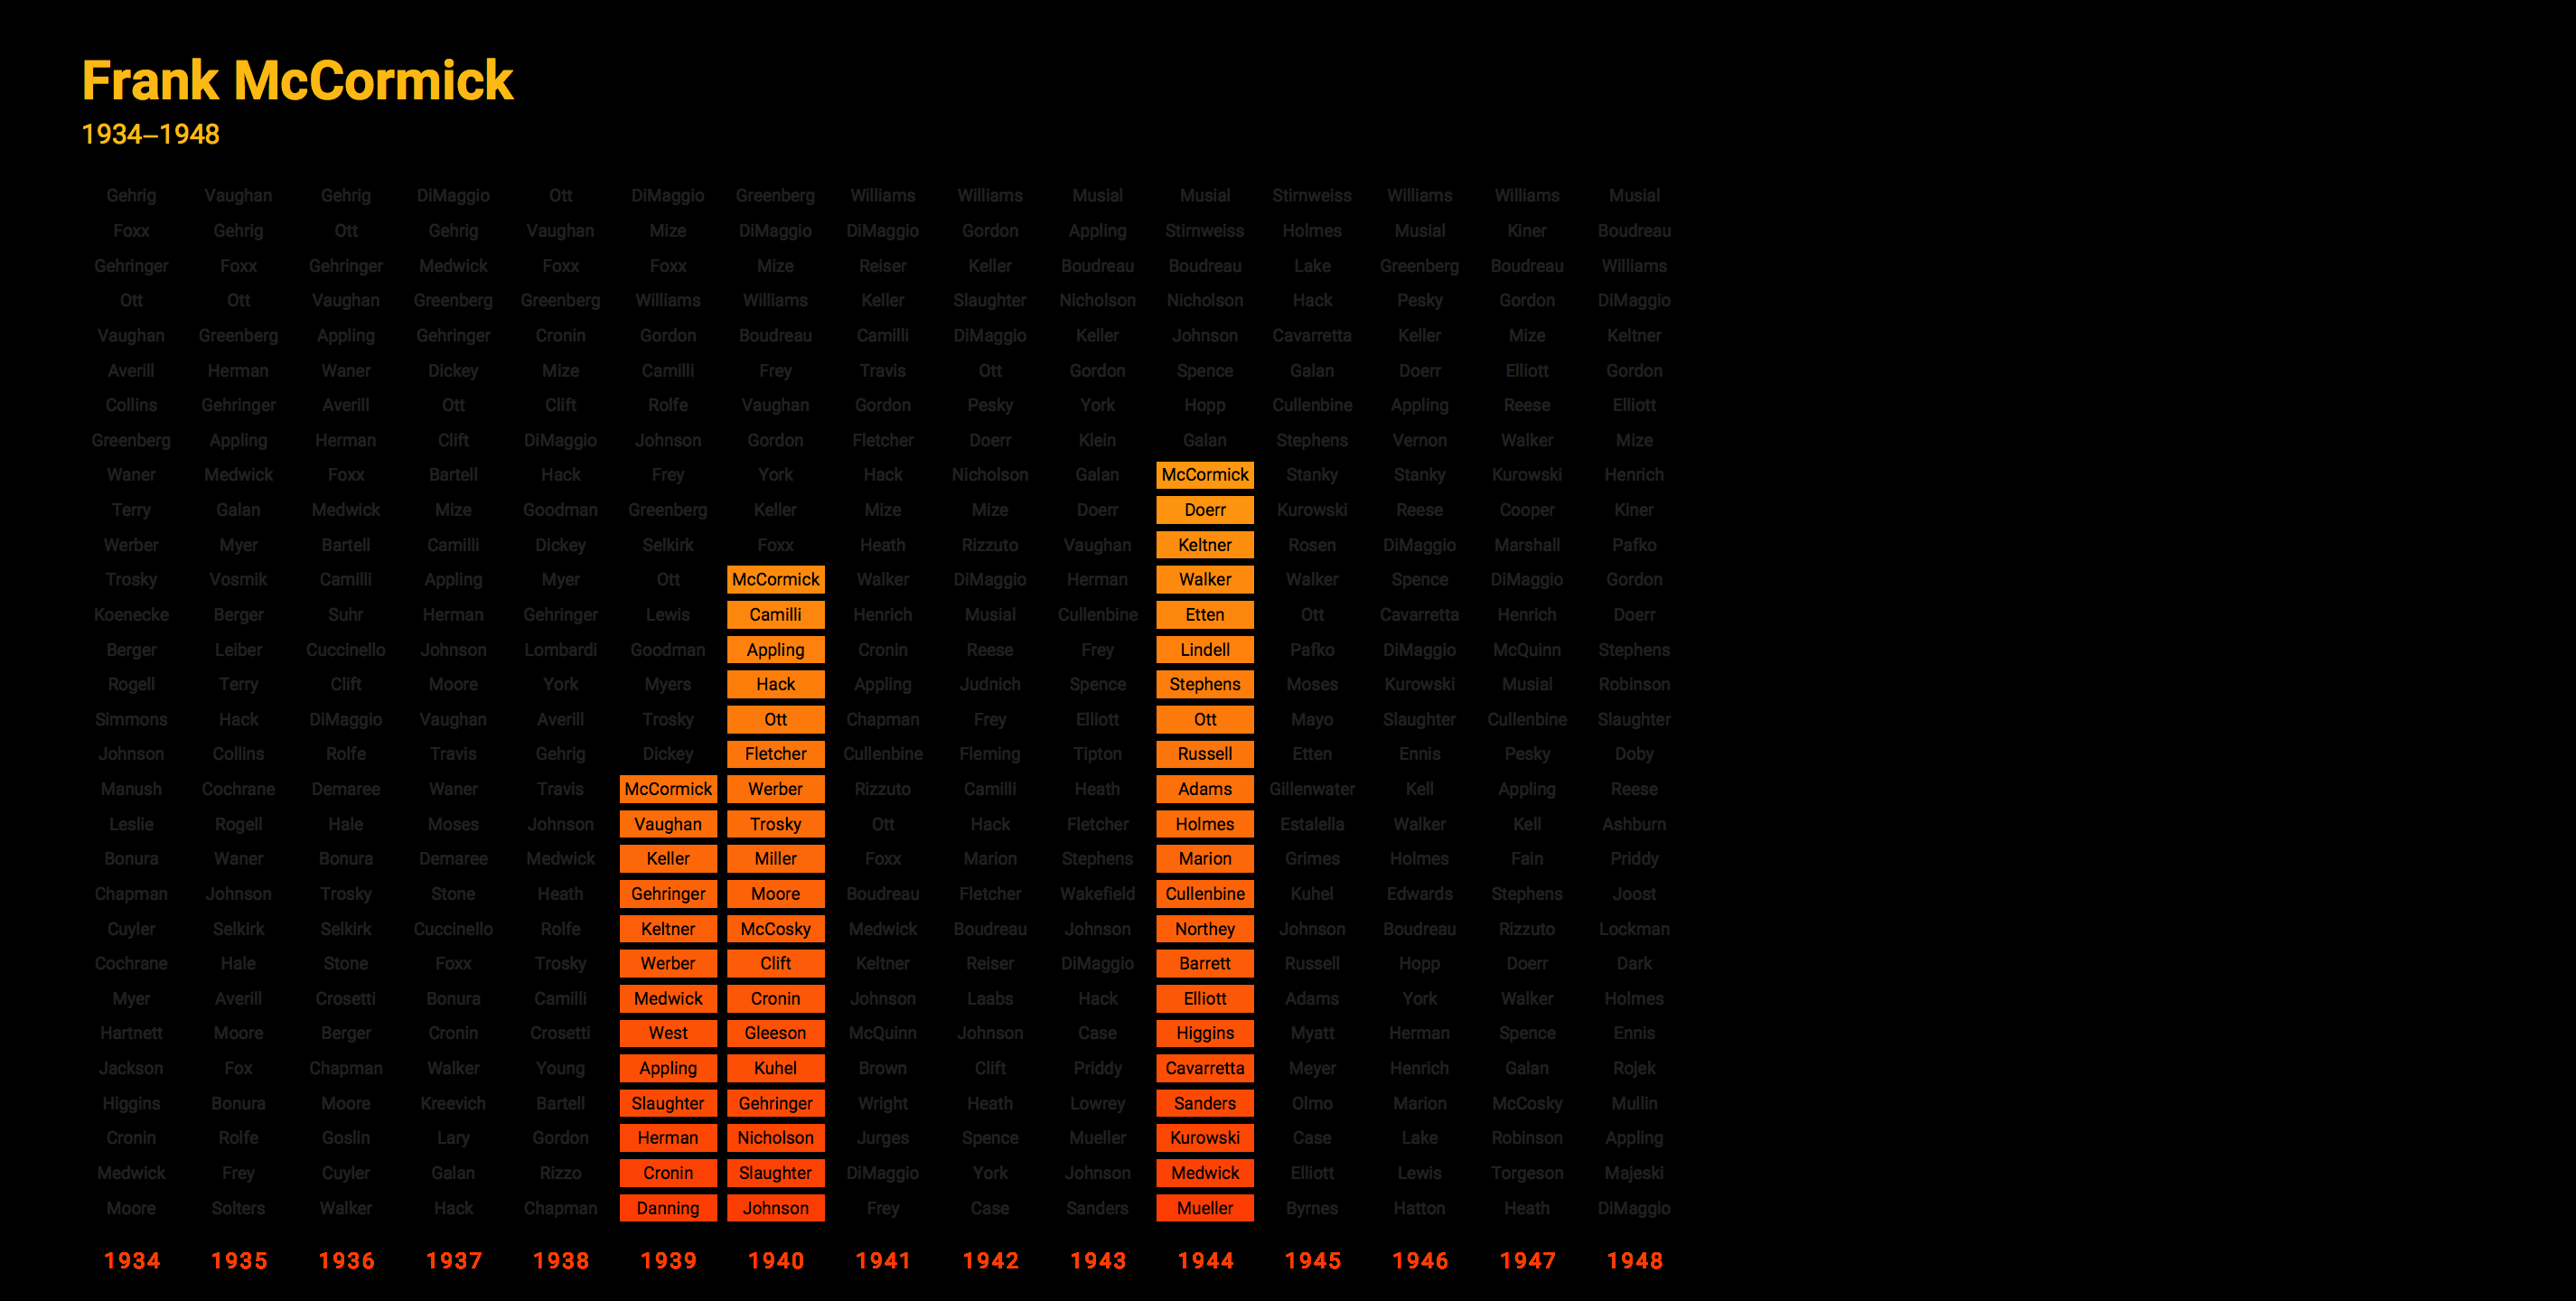 Frank McCormick
1934–1948
Gehrig Vaughan Gehrig DiMaggio Ott DiMaggio Greenberg Williams Williams Musial Musial Stirnweiss Williams Williams Musial
Foxx Gehrig Ott Gehrig Vaughan Mize DiMaggio DiMaggio Gordon Appling Stirnweiss Holmes Musial Kiner Boudreau
Gehringer Foxx Gehringer Medwick Foxx Foxx Mize Reiser Keller Boudreau Boudreau Lake Greenberg Boudreau Williams
Ott Ott Vaughan Greenberg Greenberg Williams Williams Keller Slaughter Nicholson Nicholson Hack Pesky Gordon DiMaggio
Vaughan Greenberg Appling Gehringer Cronin Gordon Boudreau Camilli DiMaggio Keller Johnson Cavarretta Keller Mize Keltner
Averill Herman Waner Dickey Mize Camilli Frey Travis Ott Gordon Spence Galan Doerr Elliott Gordon
Collins Gehringer Averill Ott Clift Rolfe Vaughan Gordon Pesky York Hopp Cullenbine Appling Reese Elliott
Greenberg Appling Herman Clift DiMaggio Johnson Gordon Fletcher Doerr Klein Galan Stephens Vernon Walker Mize
Waner Medwick Foxx Bartell Hack Frey York Hack Nicholson Galan McCormick Stanky Stanky Kurowski Henrich
Terry Galan Medwick Mize Goodman Greenberg Keller Mize Mize Doerr Doerr Kurowski Reese Cooper Kiner
Werber Myer Bartell Camilli Dickey Selkirk Foxx Heath Rizzuto Vaughan Keltner Rosen DiMaggio Marshall Pafko
Trosky Vosmik Camilli Appling Myer Ott McCormick Walker DiMaggio Herman Walker Walker Spence DiMaggio Gordon
Koenecke Berger Suhr Herman Gehringer Lewis Camilli Henrich Musial Cullenbine Etten Ott Cavarretta Henrich Doerr
Berger Leiber Cuccinello Johnson Lombardi Goodman Appling Cronin Reese Frey Lindell Pafko DiMaggio McQuinn Stephens
Rogell Terry Clift Moore York Myers Hack Appling Judnich Spence Stephens Moses Kurowski Musial Robinson
Simmons Hack DiMaggio Vaughan Averill Trosky Ott Chapman Frey Elliott Ott Mayo Slaughter Cullenbine Slaughter
Johnson Collins Rolfe Travis Gehrig Dickey Fletcher Cullenbine Fleming Tipton Russell Etten Ennis Pesky Doby
Manush Cochrane Demaree Waner Travis McCormick Werber Rizzuto Camilli Heath Adams Gillenwater Kell Appling Reese
Leslie Rogell Hale Moses Johnson Vaughan Trosky Ott Hack Fletcher Holmes Estalella Walker Kell Ashburn
Bonura Waner Bonura Demaree Medwick Keller Miller Foxx Marion Stephens Marion Grimes Holmes Fain Priddy
Chapman Johnson Trosky Stone Heath Gehringer Moore Boudreau Fletcher Wakefield Cullenbine Kuhel Edwards Stephens Joost
Cuyler Selkirk Selkirk Cuccinello Rolfe Keltner McCosky Medwick Boudreau Johnson Northey Johnson Boudreau Rizzuto Lockman
Cochrane Hale Stone Foxx Trosky Werber Clift Keltner Reiser DiMaggio Barrett Russell Hopp Doerr Dark
Myer Averill Crosetti Bonura Camilli Medwick Cronin Johnson Laabs Hack Elliott Adams York Walker Holmes
Hartnett Moore Berger Cronin Crosetti West Gleeson McQuinn Johnson Case Higgins Myatt Herman Spence Ennis
Jackson Fox Chapman Walker Young Appling Kuhel Brown Clift Priddy Cavarretta Meyer Henrich Galan Rojek
Higgins Bonura Moore Kreevich Bartell Slaughter Gehringer Wright Heath Lowrey Sanders Olmo Marion McCosky Mullin
Cronin Rolfe Goslin Lary Gordon Herman Nicholson Jurges Spence Mueller Kurowski Case Lake Robinson Appling
Medwick Frey Cuyler Galan Rizzo Cronin Slaughter DiMaggio York Johnson Medwick Elliott Lewis Torgeson Majeski
Moore Solters Walker Hack Chapman Danning Johnson Frey Case Sanders Mueller Byrnes Hatton Heath DiMaggio
1934 1935 1936 1937 1938 1939 1940 1941 1942 1943 1944 1945 1946 1947 1948